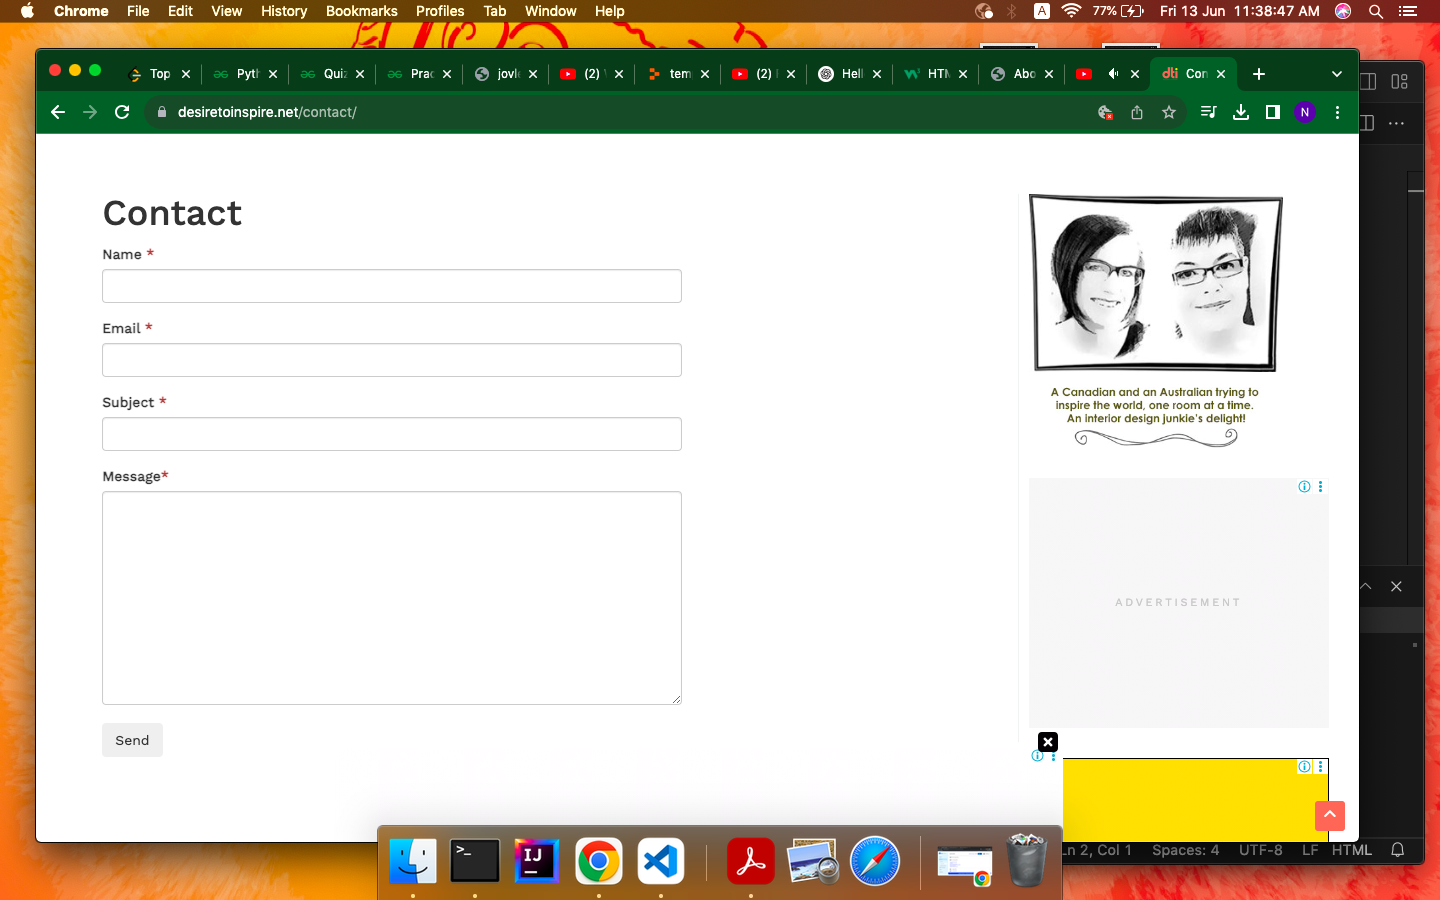 Chrome File Edit View History Bookmarks Profiles Tab Window Help A 77% Fri 13 Jun 11:38:47 AM
Top Pyth Quiz Prac jovle (2) tem (2) Hell HTM Abo dti Con
desiretoinspire.net/contact/ N
Contact
Name *
Email *
Subject *
Message*
Send
A Canadian and an Australian trying to
inspire the world, one room at a time.
An interior design junkie's delight!
ADVERTISEMENT
Ln 2, Col 1 Spaces: 4 UTF-8 LF HTML
>_
IJ